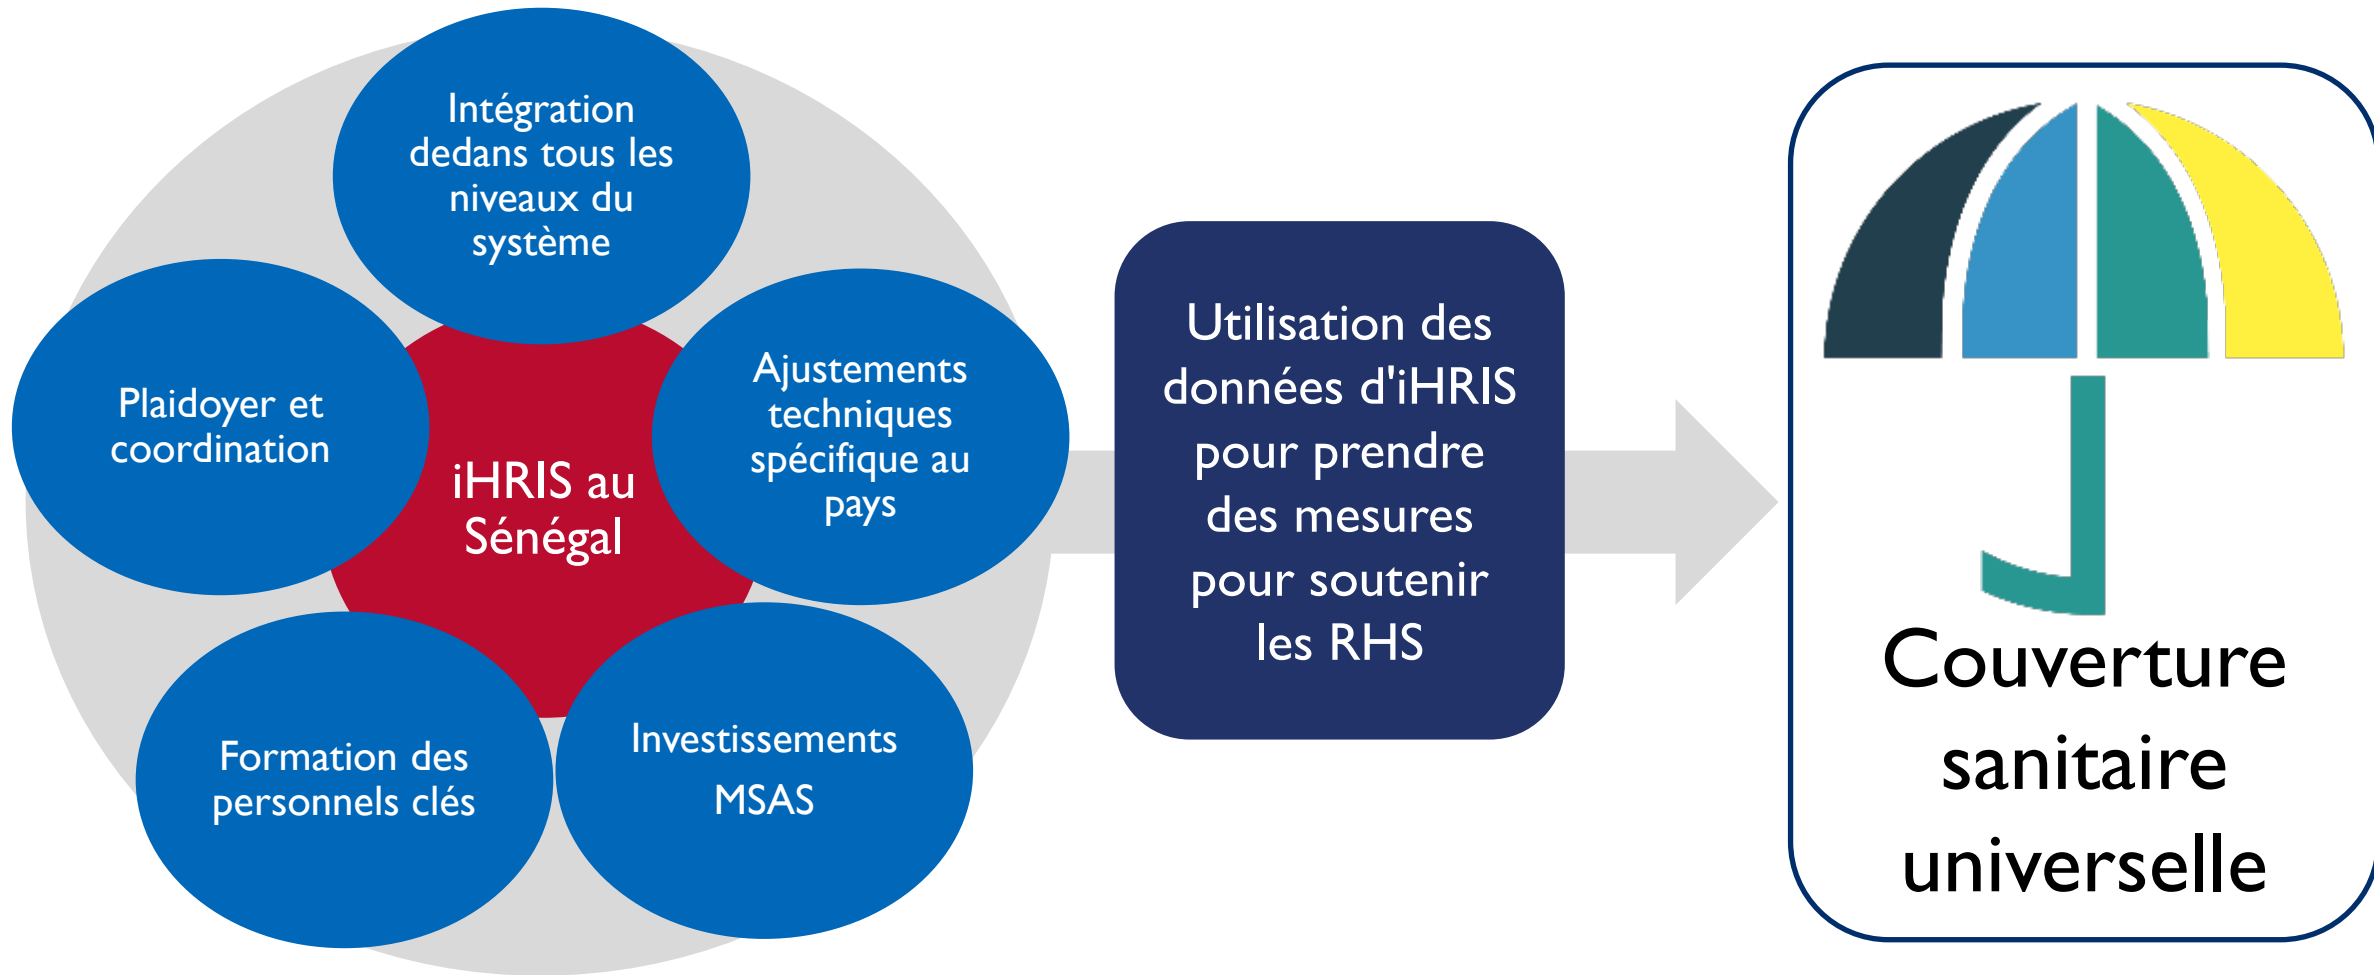 Intégration
dedans tous les
niveaux du
système
Plaidoyer et
coordination
Ajustements
techniques
spécifique au
pays
iHRIS au
Sénégal
Formation des
personnels clés
Investissements
MSAS
Utilisation des
données d'iHRIS
pour prendre
des mesures
pour soutenir
les RHS
Couverture
sanitaire
universelle